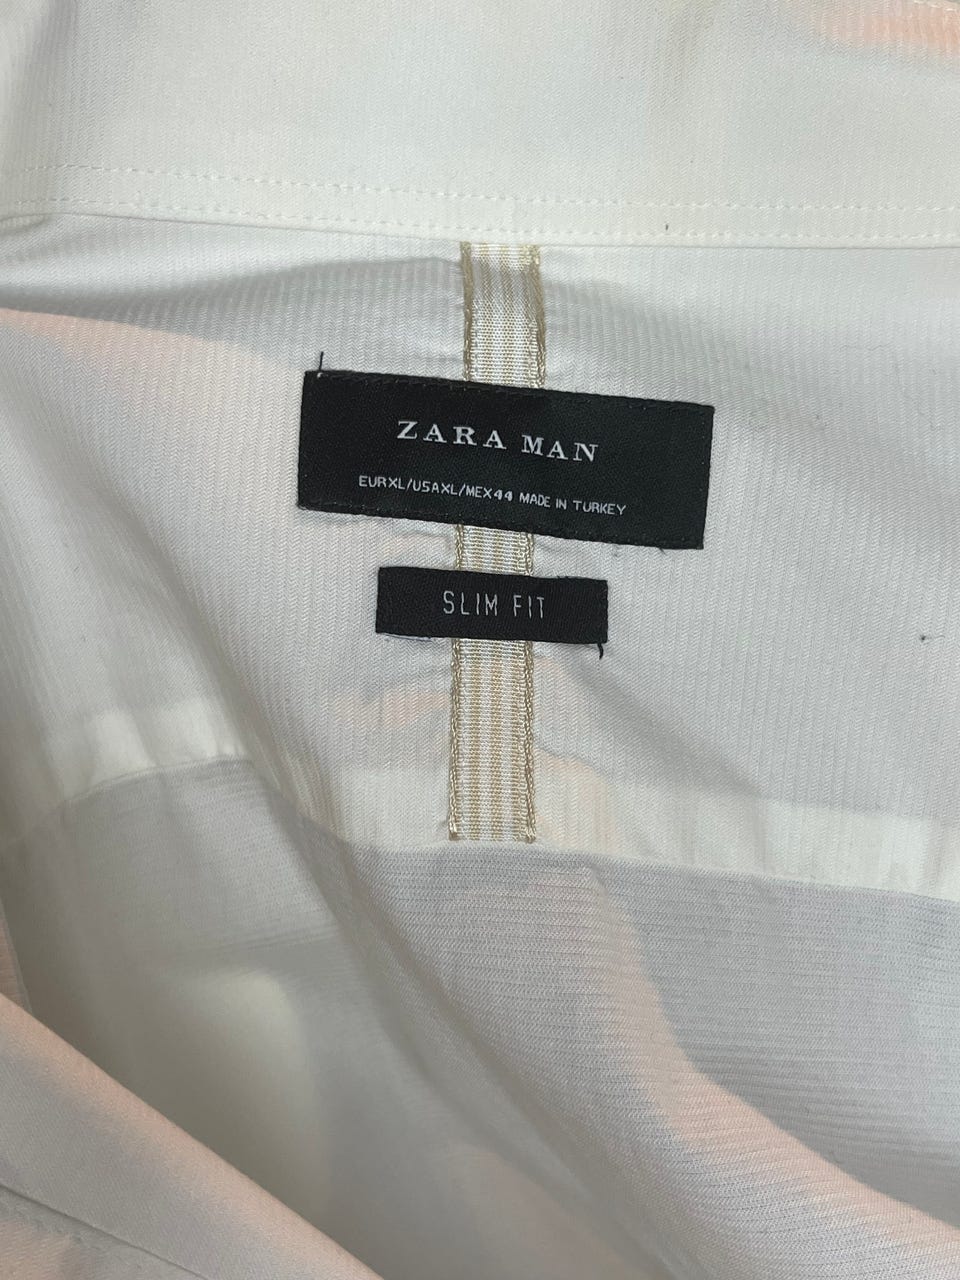 ZARA MAN
EURXL/USAXL/MEX44 MADE IN TURKEY
SLIM FIT